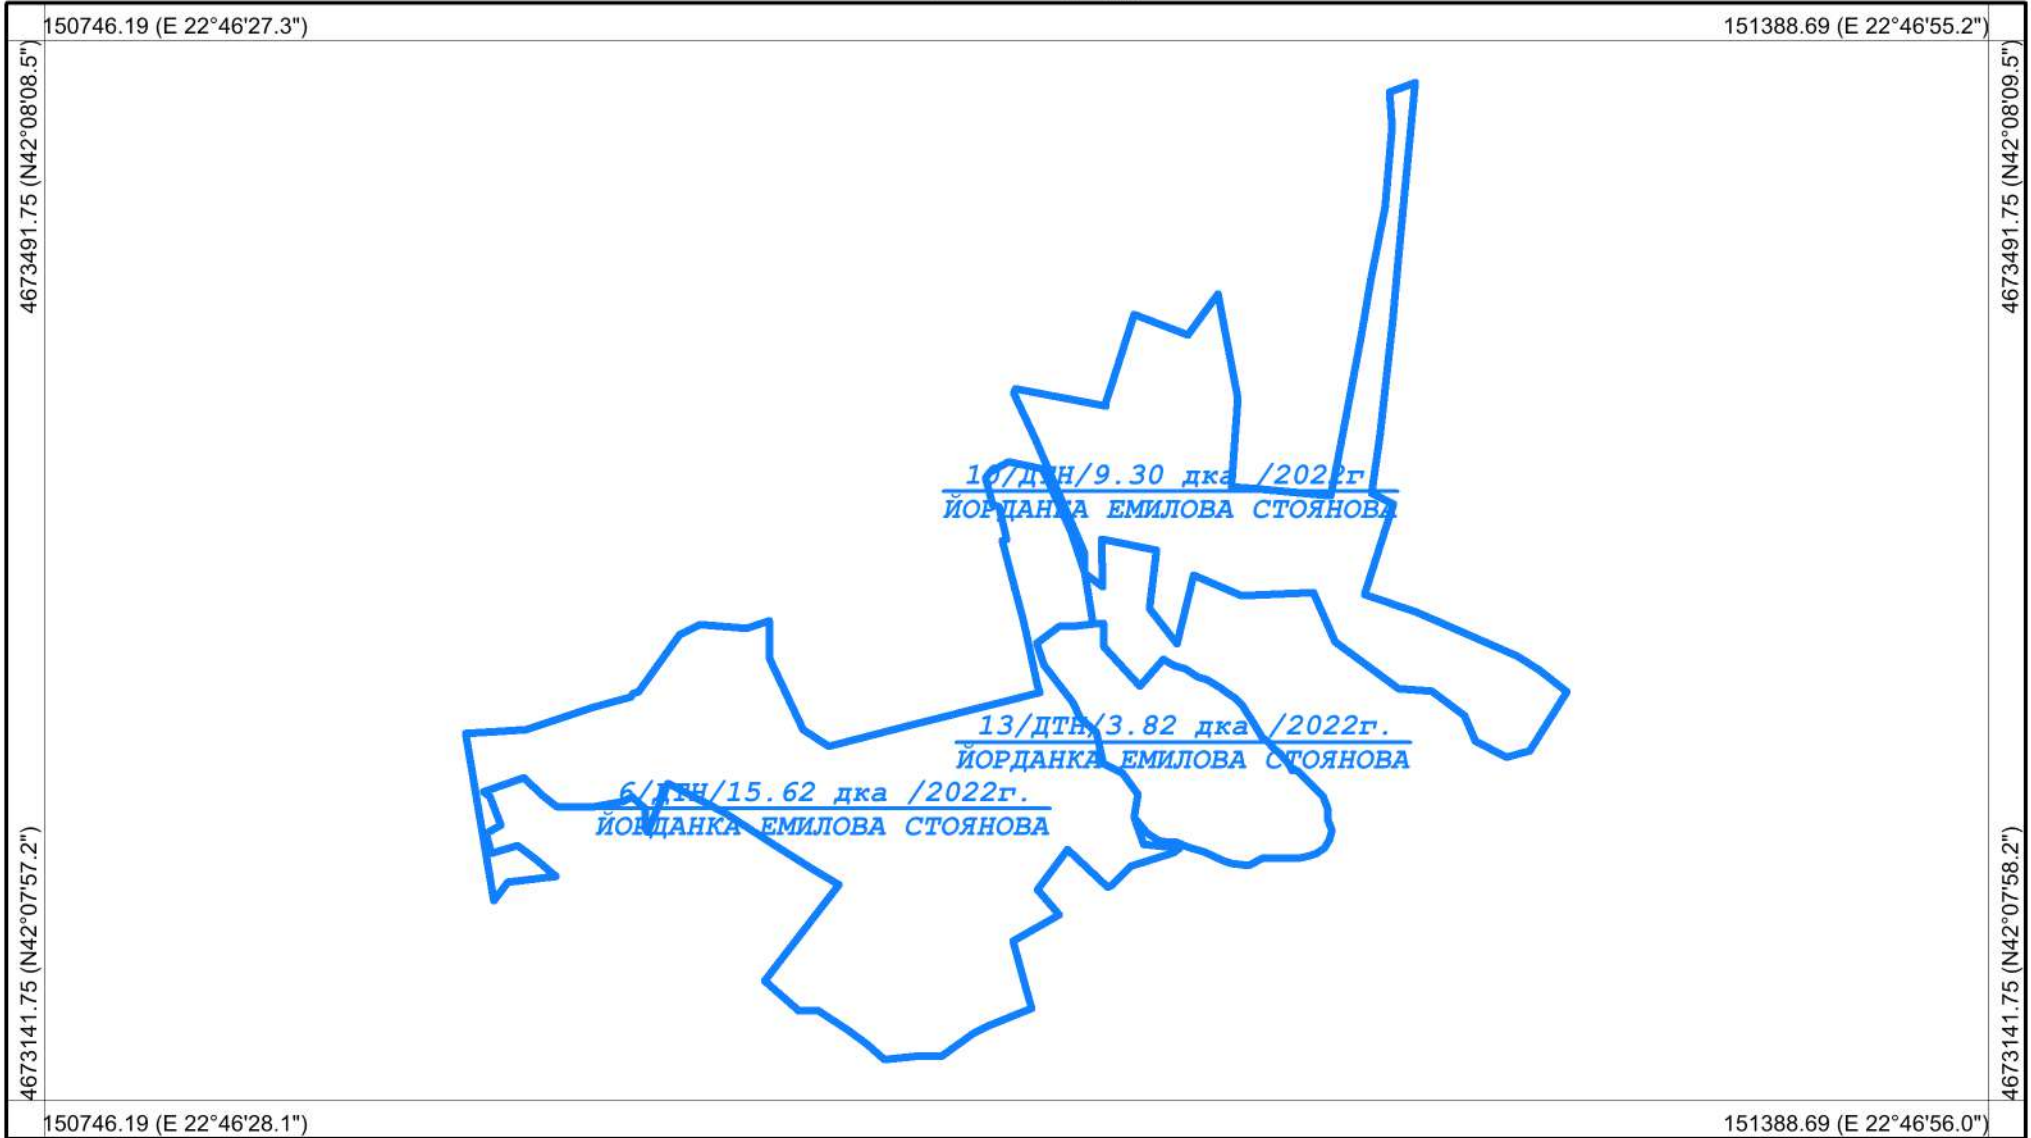 150746.19 (E 22°46'27.3")
151388.69 (E 22°46'55.2")
4673491.75 (N42°08'08.5")
4673491.75 (N42°08'09.5")
10/ДТН/9.30 дка /2022г.
ЙОРДАНКА ЕМИЛОВА СТОЯНОВА
13/ДТН/3.82 дка /2022г.
ЙОРДАНКА ЕМИЛОВА СТОЯНОВА
6/ДТН/15.62 дка /2022г.
ЙОРДАНКА ЕМИЛОВА СТОЯНОВА
4673141.75 (N42°07'57.2")
4673141.75 (N42°07'58.2")
150746.19 (E 22°46'28.1")
151388.69 (E 22°46'56.0")